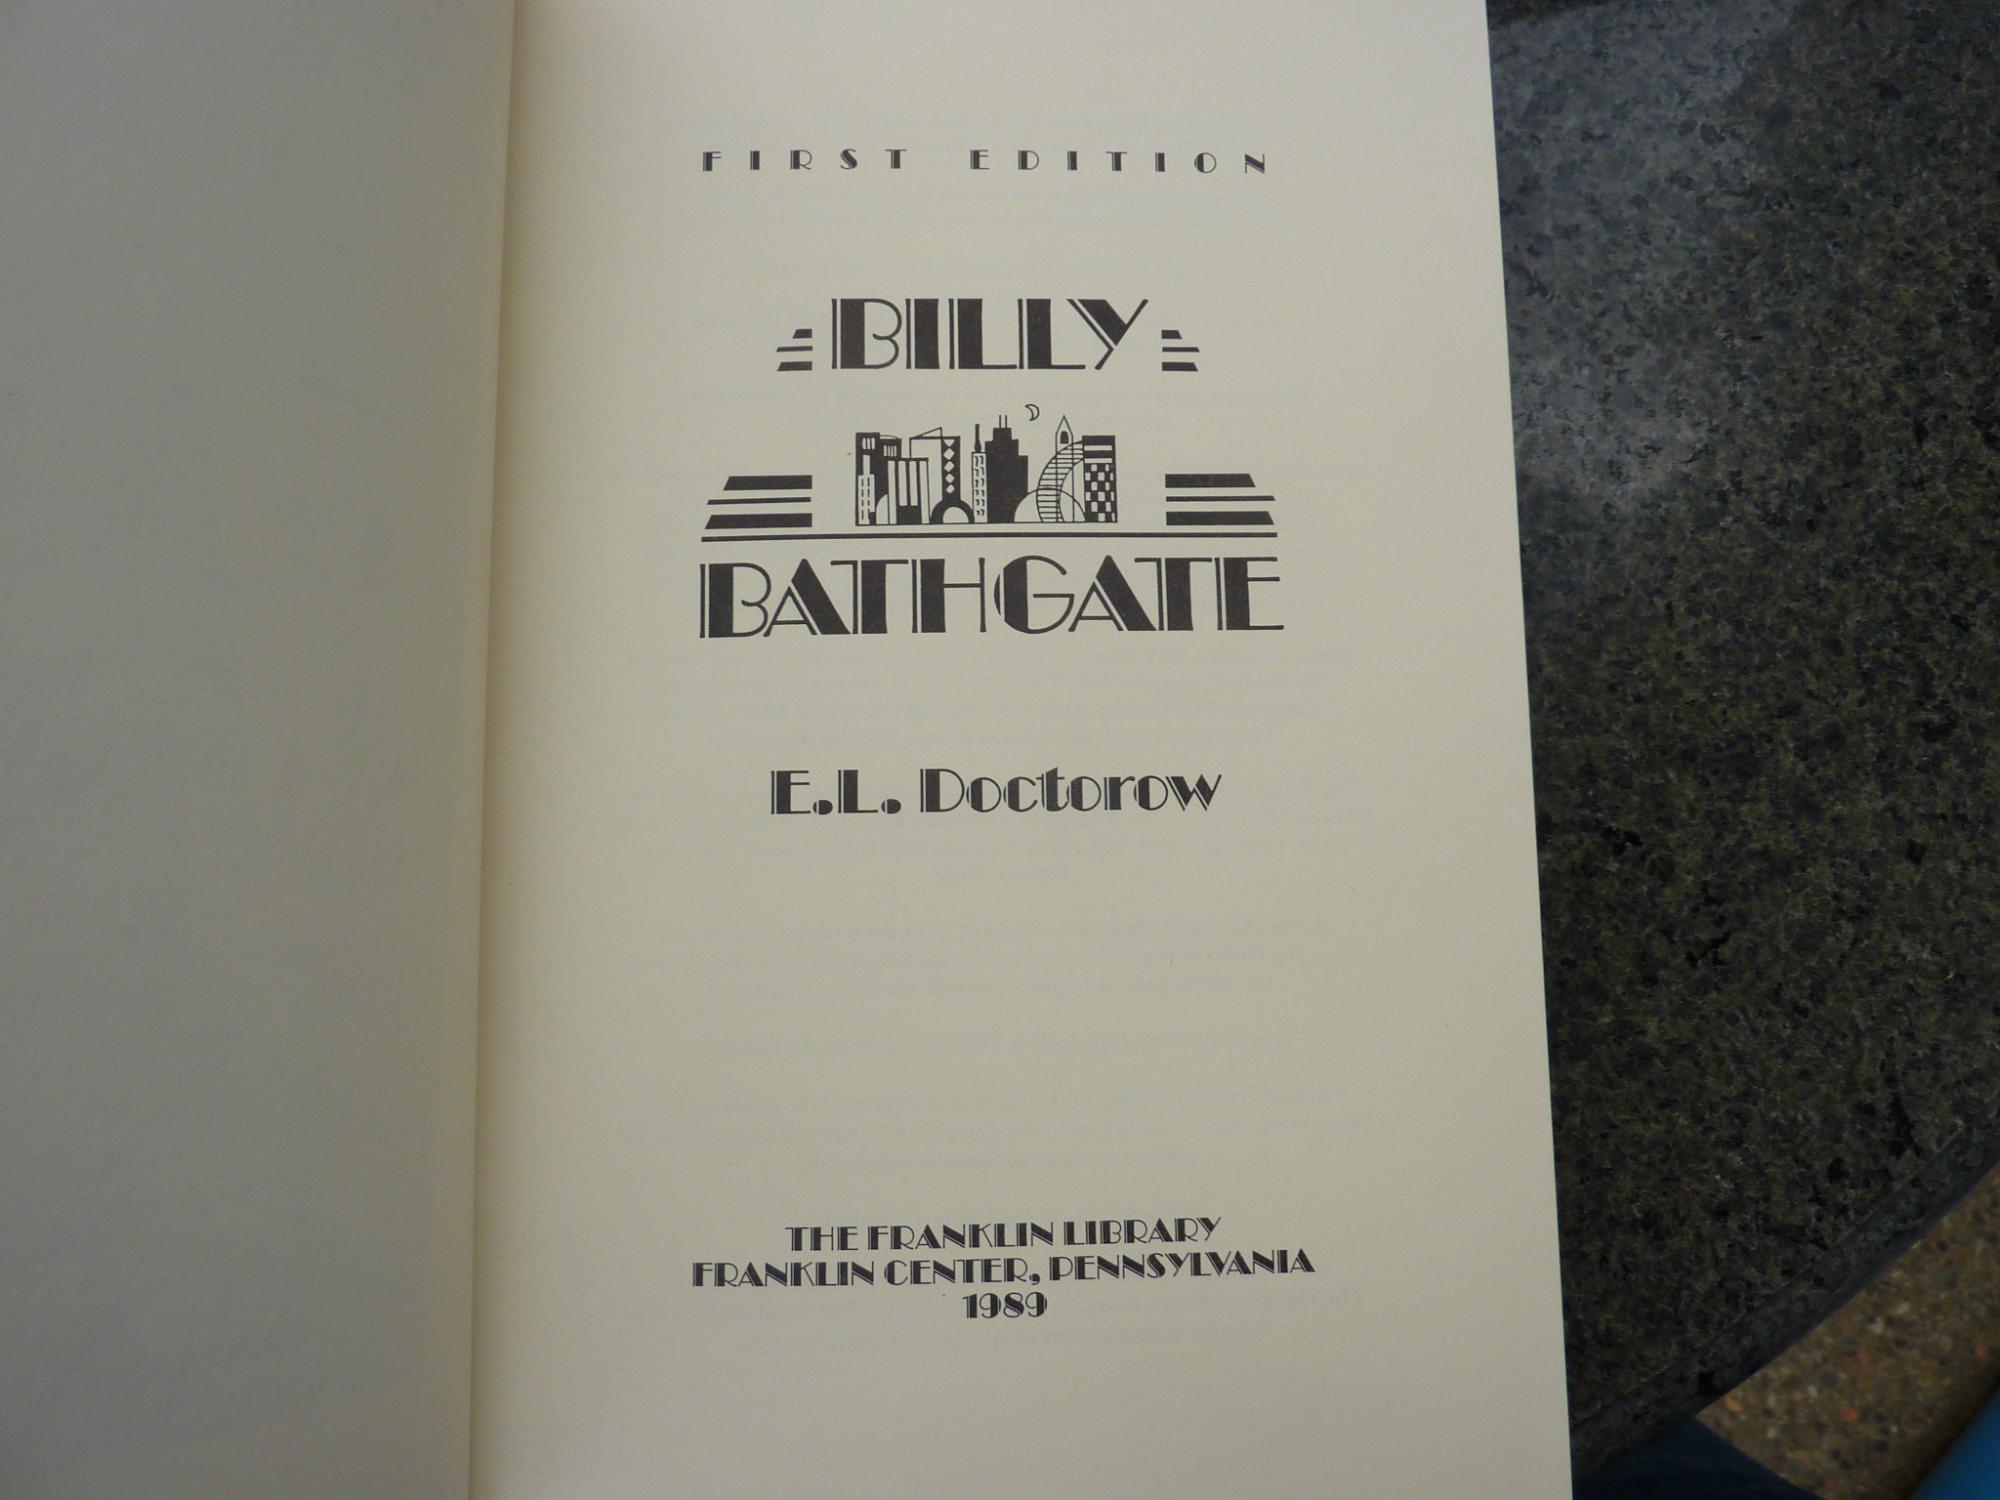 FIRST EDITION
BILLY
BATHGATE
E.L. Doctorow
THE FRANKLIN LIBRARY
FRANKLIN CENTER, PENNSYLVANIA
1989